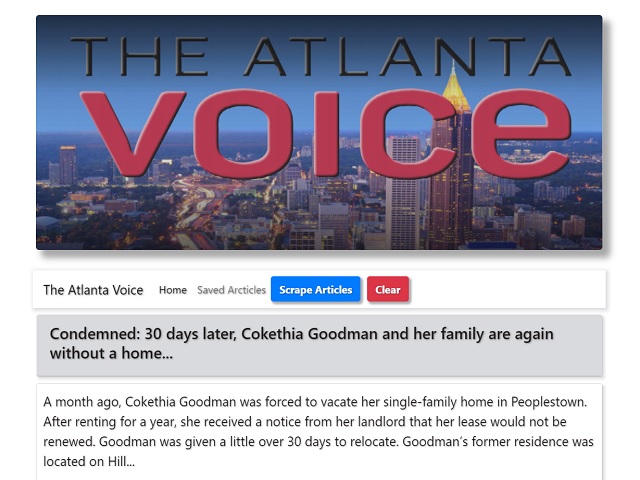 THE ATLANTA
VOICE
The Atlanta Voice Home Saved Arcticles Scrape Articles Clear
Condemned: 30 days later, Cokethia Goodman and her family are again
without a home...
A month ago, Cokethia Goodman was forced to vacate her single-family home in Peoplestown.
After renting for a year, she received a notice from her landlord that her lease would not be
renewed. Goodman was given a little over 30 days to relocate. Goodman’s former residence was
located on Hill...